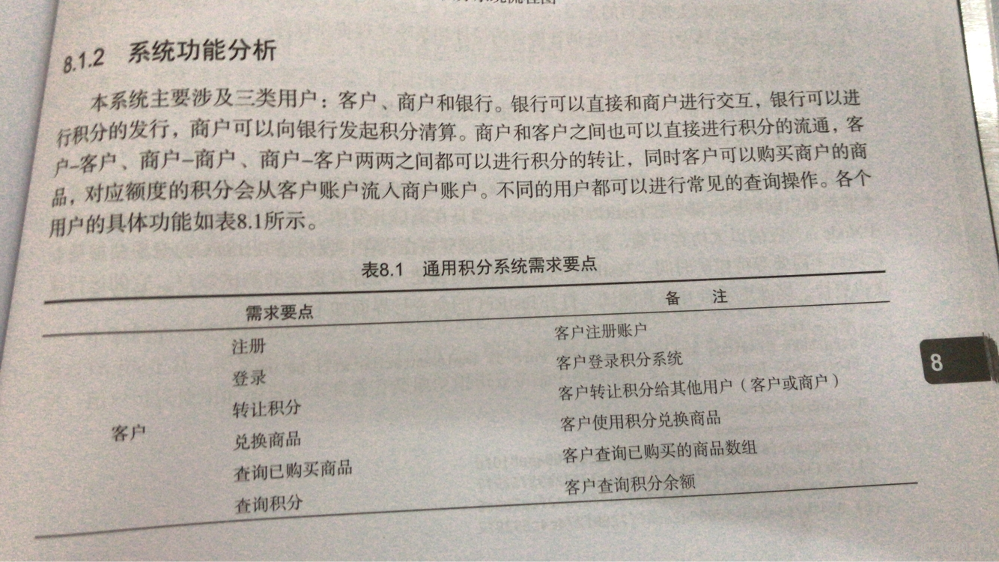 8.1.2 系统功能分析
本系统主要涉及三类用户：客户、商户和银行。银行可以直接和商户进行交互，银行可以进
行积分的发行，商户可以向银行发起积分清算。商户和客户之间也可以直接进行积分的流通，客
户–客户、商户–商户、商户–客户两两之间都可以进行积分的转让，同时客户可以购买商户的商
品，对应额度的积分会从客户账户流入商户账户。不同的用户都可以进行常见的查询操作。各个
用户的具体功能如表8.1所示。
表8.1 通用积分系统需求要点
需求要点 备 注
注册 客户注册账户
登录 客户登录积分系统
转让积分 客户转让积分给其他用户（客户或商户）
客户 兑换商品 客户使用积分兑换商品
查询已购买商品 客户查询已购买的商品数组
查询积分 客户查询积分余额
8